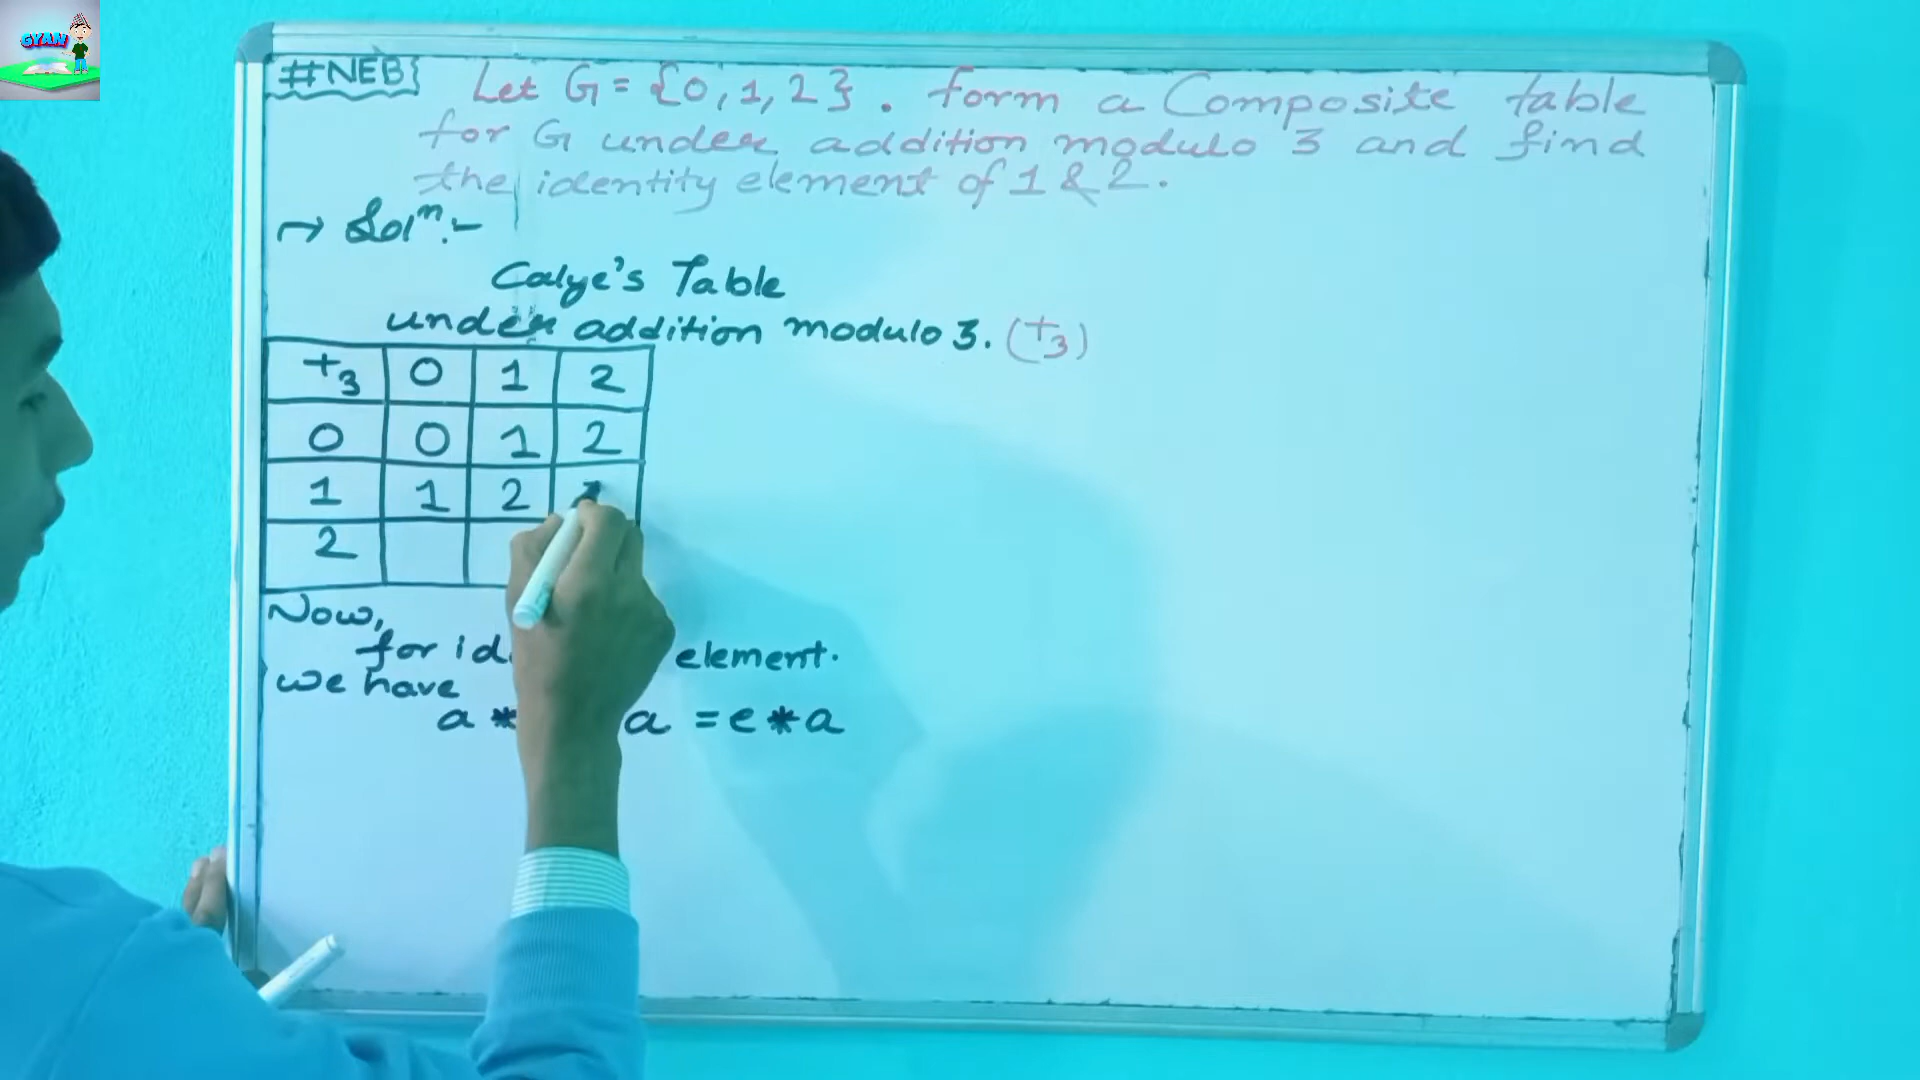 GYAN
#NEB
Let G = {0, 1, 2}. form a Composite table
for G under addition modulo 3 and find
the identity element of 1 & 2.
→ Solⁿ:-
Calye's Table
under addition modulo 3. (+₃)
+₃ 0 1 2
0 0 1 2
1 1 2
2
Now,
for element.
we have
a * a = e * a